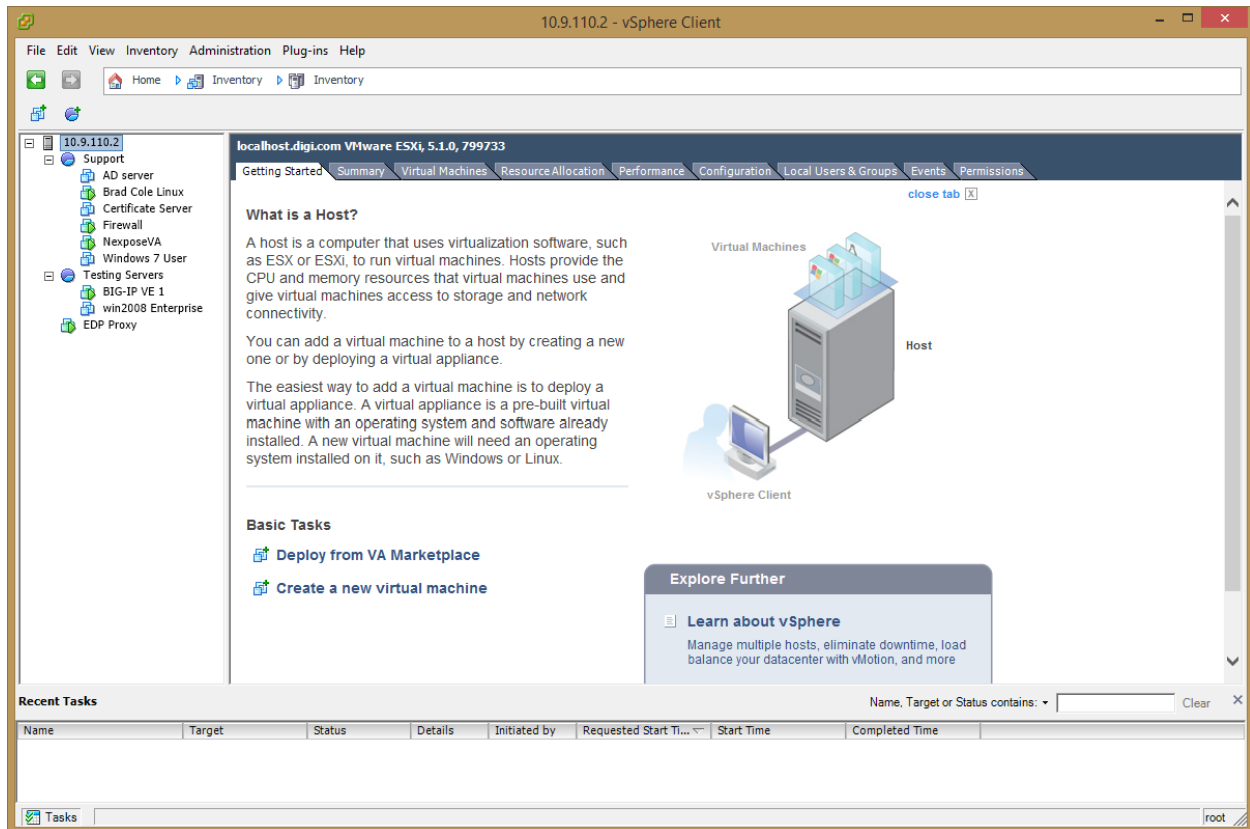 10.9.110.2 - vSphere Client
File Edit View Inventory Administration Plug-ins Help
Home Inventory Inventory
10.9.110.2
Support
AD server
Brad Cole Linux
Certificate Server
Firewall
NexposeVA
Windows 7 User
Testing Servers
BIG-IP VE 1
win2008 Enterprise
EDP Proxy
localhost.digi.com VMware ESXi, 5.1.0, 799733
Getting Started Summary Virtual Machines Resource Allocation Performance Configuration Local Users & Groups Events Permissions
close tab X
What is a Host?
A host is a computer that uses virtualization software, such
as ESX or ESXi, to run virtual machines. Hosts provide the
CPU and memory resources that virtual machines use and
give virtual machines access to storage and network
connectivity.
You can add a virtual machine to a host by creating a new
one or by deploying a virtual appliance.
The easiest way to add a virtual machine is to deploy a
virtual appliance. A virtual appliance is a pre-built virtual
machine with an operating system and software already
installed. A new virtual machine will need an operating
system installed on it, such as Windows or Linux.
Virtual Machines
Host
vSphere Client
Basic Tasks
Deploy from VA Marketplace
Create a new virtual machine
Explore Further
Learn about vSphere
Manage multiple hosts, eliminate downtime, load
balance your datacenter with vMotion, and more
Recent Tasks
Name, Target or Status contains: Clear
Name Target Status Details Initiated by Requested Start Ti... Start Time Completed Time
Tasks
root